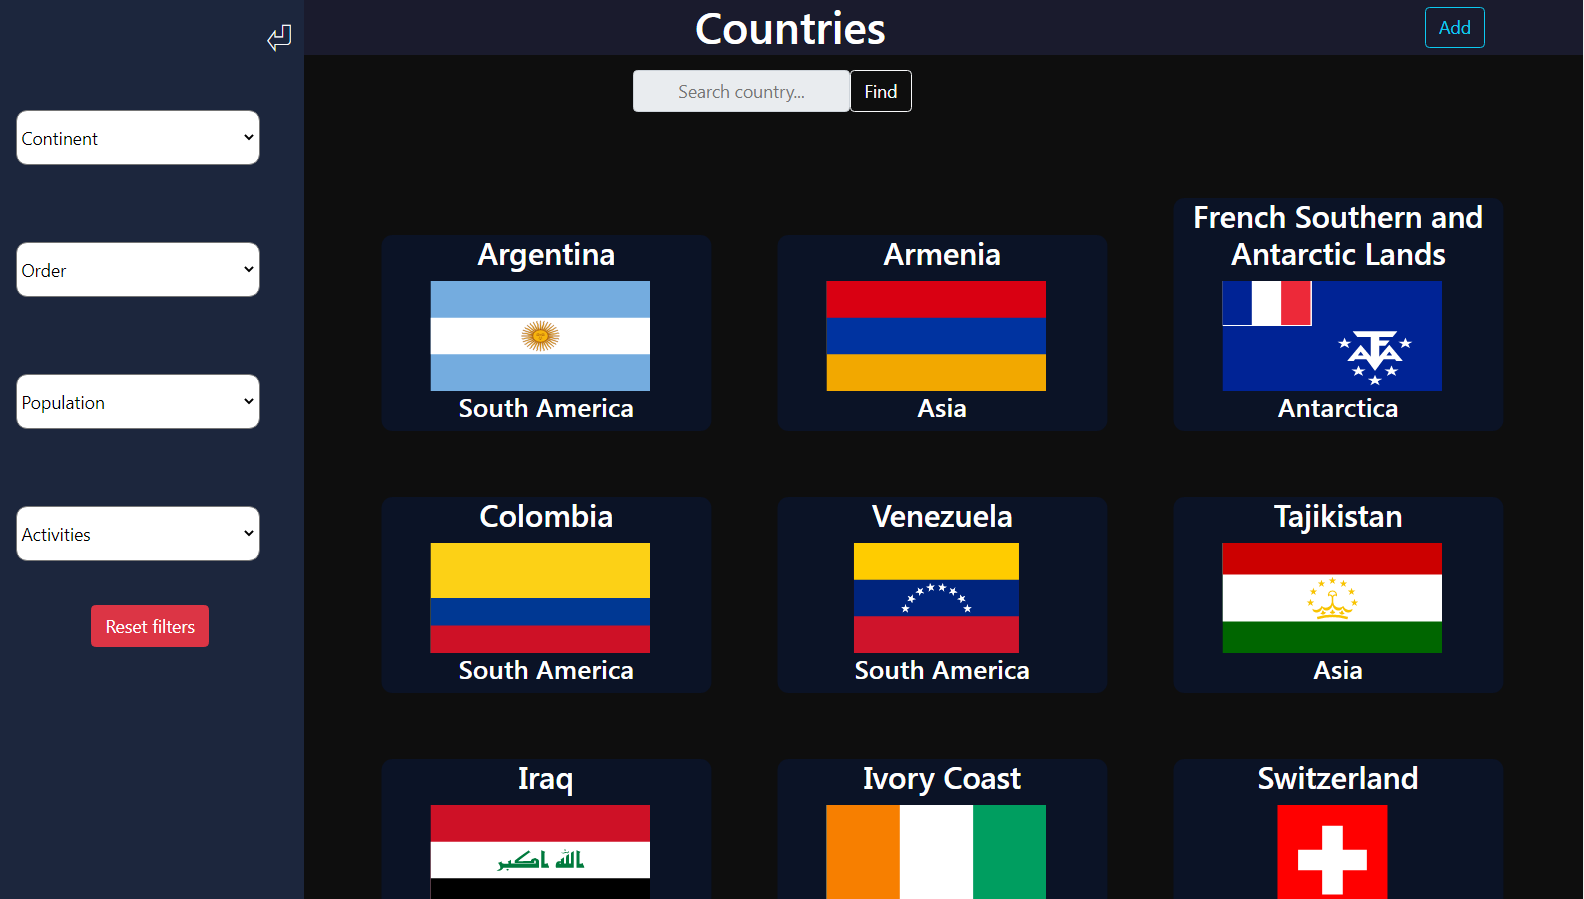 Countries
Add
Search country...
Find
Continent
Order
Population
Activities
Reset filters
Argentina
South America
Armenia
Asia
French Southern and
Antarctic Lands
Antarctica
Colombia
South America
Venezuela
South America
Tajikistan
Asia
Iraq
الله اكبر
Ivory Coast
Switzerland